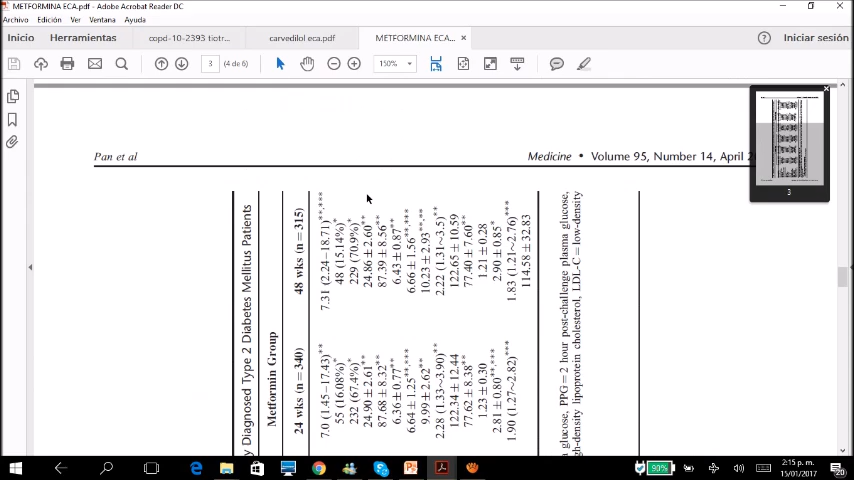 METFORMINA ECA.pdf - Adobe Acrobat Reader DC
Archivo Edición Ver Ventana Ayuda
Inicio Herramientas copd-10-2393 tiotr... carvedilol eca.pdf METFORMINA ECA... × Iniciar sesión
3 (4 de 6) 150%
Pan et al Medicine • Volume 95, Number 14, April 2
y Diagnosed Type 2 Diabetes Mellitus Patients
Metformin Group
24 wks (n = 340) 48 wks (n = 315)
7.0 (1.45–17.43)** 7.31 (2.24–18.71)**,***
55 (16.08%)* 48 (15.14%)*
232 (67.4%)* 229 (70.9%)*
24.90 ± 2.61** 24.86 ± 2.60**
87.68 ± 8.32** 87.39 ± 8.56**
6.36 ± 0.77** 6.43 ± 0.87**
6.64 ± 1.25**,*** 6.66 ± 1.56**,***
9.99 ± 2.62** 10.23 ± 2.93**,**
2.28 (1.33~3.90)** 2.22 (1.31~3.5)**
122.34 ± 12.44 122.65 ± 10.59
77.62 ± 8.38** 77.40 ± 7.60**
1.23 ± 0.30 1.21 ± 0.28
2.81 ± 0.80**,*** 2.90 ± 0.85*
1.90 (1.27~2.82)*** 1.83 (1.21~2.76)***
114.58 ± 32.83
a glucose, PPG = 2 hour post-challenge plasma glucose,
gh-density lipoprotein cholesterol, LDL-C = low-density
3
90%
2:15 p. m.
15/01/2017
20